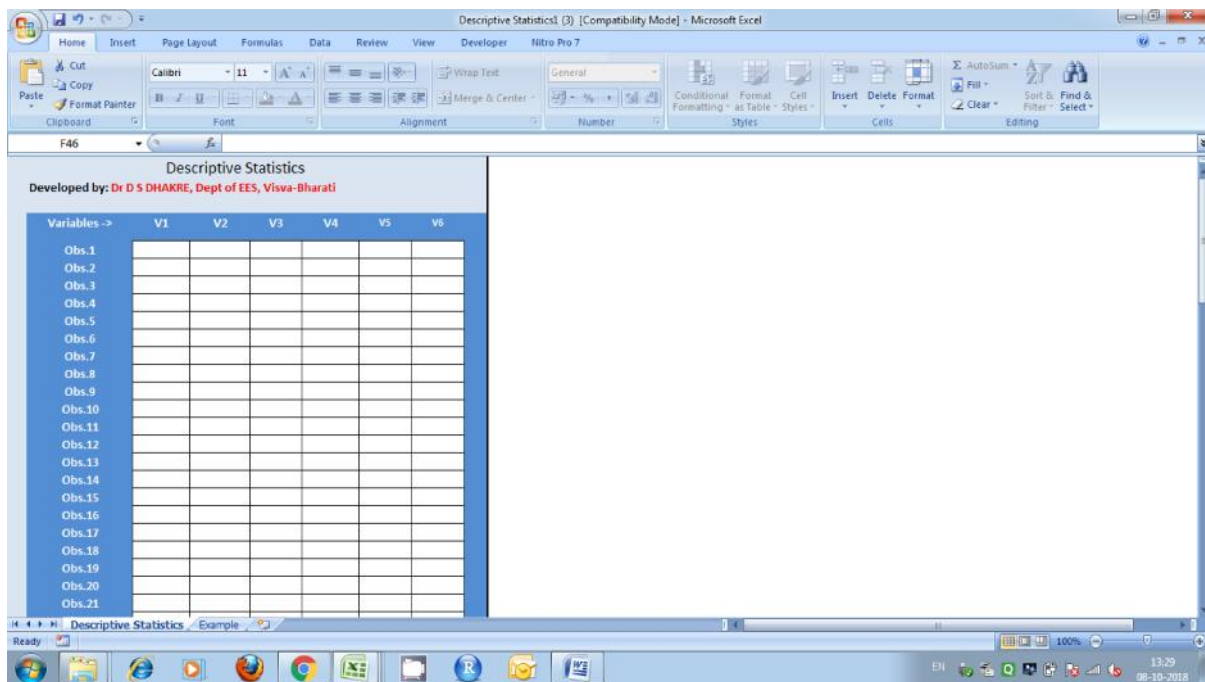 Descriptive Statistics1 (3) [Compatibility Mode] - Microsoft Excel
Home Insert Page Layout Formulas Data Review View Developer Nitro Pro 7
Paste
Cut
Copy
Format Painter
Clipboard
Calibri 11
Font
Wrap Text
Merge & Center
Alignment
General
Number
Conditional Formatting
Format as Table
Cell Styles
Styles
Insert Delete Format
Cells
AutoSum
Fill
Clear
Sort & Filter
Find & Select
Editing
F46 fx
Descriptive Statistics
Developed by: Dr D S DHAKRE, Dept of EES, Visva-Bharati
Variables -> V1 V2 V3 V4 V5 V6
Obs.1
Obs.2
Obs.3
Obs.4
Obs.5
Obs.6
Obs.7
Obs.8
Obs.9
Obs.10
Obs.11
Obs.12
Obs.13
Obs.14
Obs.15
Obs.16
Obs.17
Obs.18
Obs.19
Obs.20
Obs.21
Descriptive Statistics Example
Ready 100%
EN 13:29
08-10-2018